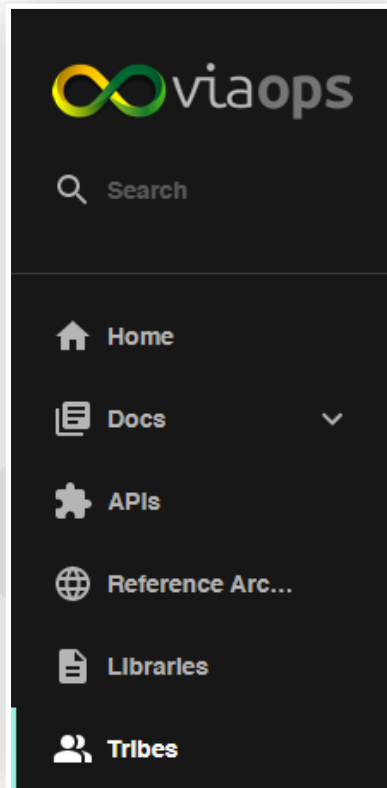 viaops
Search
Home
Docs
APIs
Reference Arc...
Libraries
Tribes